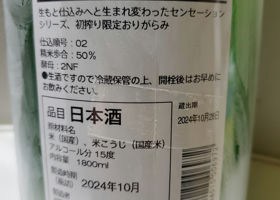 生もと仕込みへと生まれ変わったセンセーション
シリーズ、初搾り限定おりがらみ
仕込順号：02
精米歩合：50%
酵母：2NF
●生酒ですので冷蔵保管の上、開栓後はお早めに
お飲みください。
品目 日本酒
原材料名
米（国産）、米こうじ（国産米）
アルコール分 15度
内容量 1800ml
製造時期
（瓶詰） 2024年10月
蔵出期
2024年10月28日